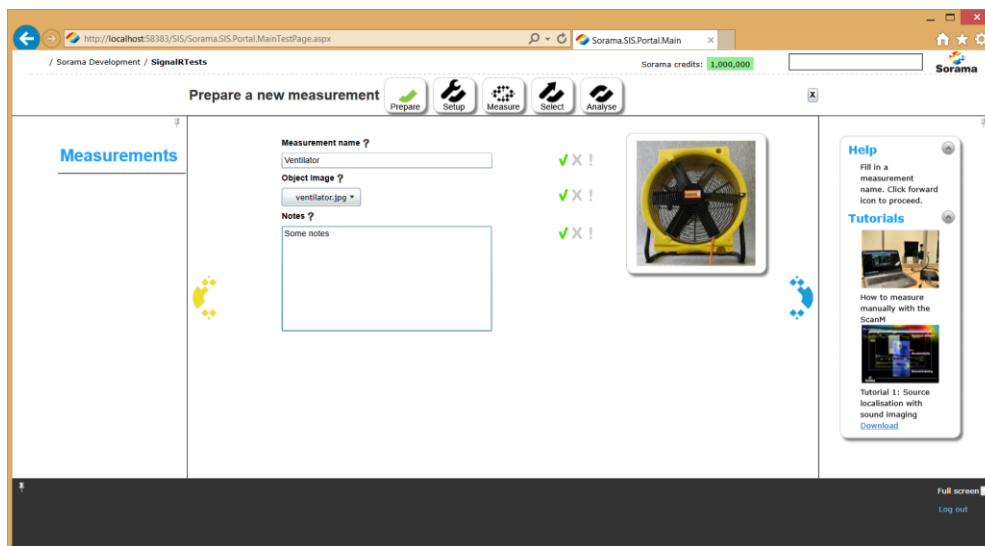 http://localhost:58383/SIS/Sorama.SIS.Portal.MainTestPage.aspx
Sorama.SIS.Portal.Main
/ Sorama Development / SignalRTests
Sorama credits: 1,000,000
Sorama
Prepare a new measurement
Prepare
Setup
Measure
Select
Analyse
X
Measurements
Measurement name ?
Ventilator
Object Image ?
ventilator.jpg
Notes ?
Some notes
Help
Fill in a
measurement
name. Click forward
icon to proceed.
Tutorials
How to measure
manually with the
ScanM
Tutorial 1: Source
localisation with
sound imaging
Download
Full screen
Log out